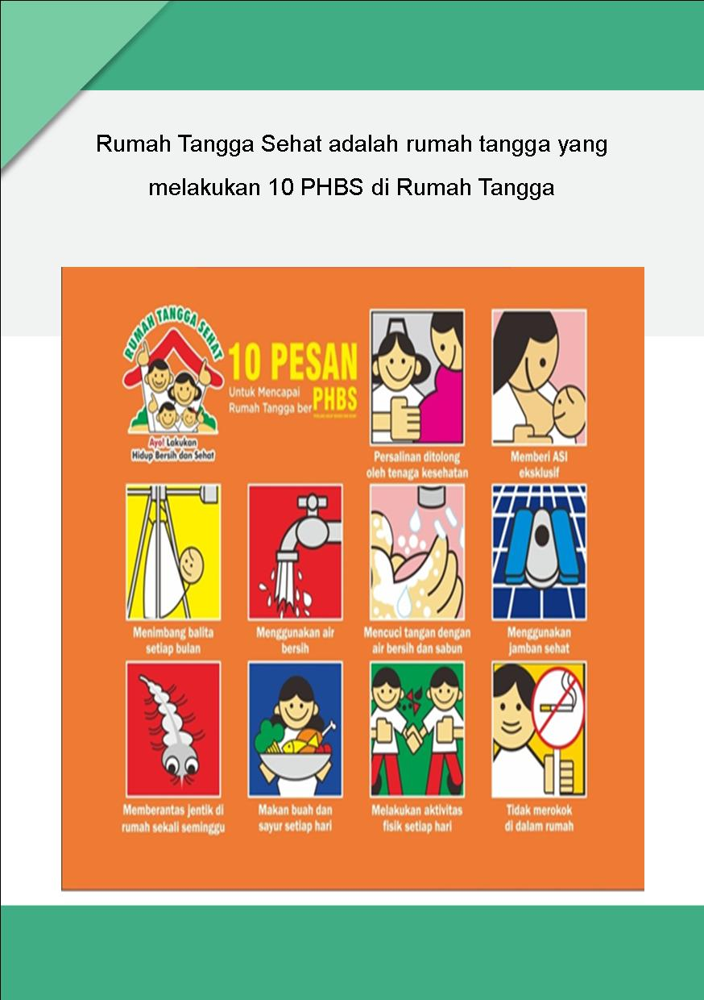 Rumah Tangga Sehat adalah rumah tangga yang
melakukan 10 PHBS di Rumah Tangga
RUMAH TANGGA SEHAT
Ayo! Lakukan
Hidup Bersih dan Sehat
10 PESAN
Untuk Mencapai
Rumah Tangga ber PHBS
Persalinan ditolong
oleh tenaga kesehatan
Memberi ASI
eksklusif
Menimbang balita
setiap bulan
Menggunakan air
bersih
Mencuci tangan dengan
air bersih dan sabun
Menggunakan
jamban sehat
Memberantas jentik di
rumah sekali seminggu
Makan buah dan
sayur setiap hari
Melakukan aktivitas
fisik setiap hari
Tidak merokok
di dalam rumah